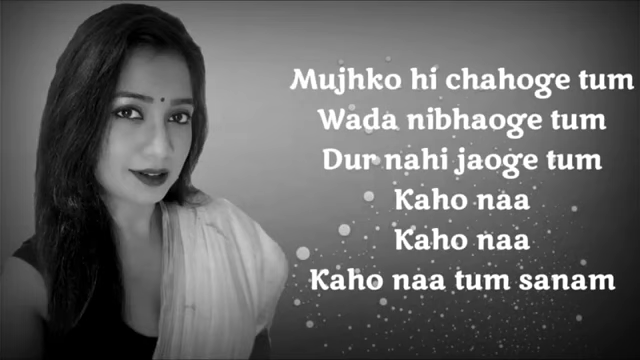 Mujhko hi chahoge tum
Wada nibhaoge tum
Dur nahi jaoge tum
Kaho naa
Kaho naa
Kaho naa tum sanam